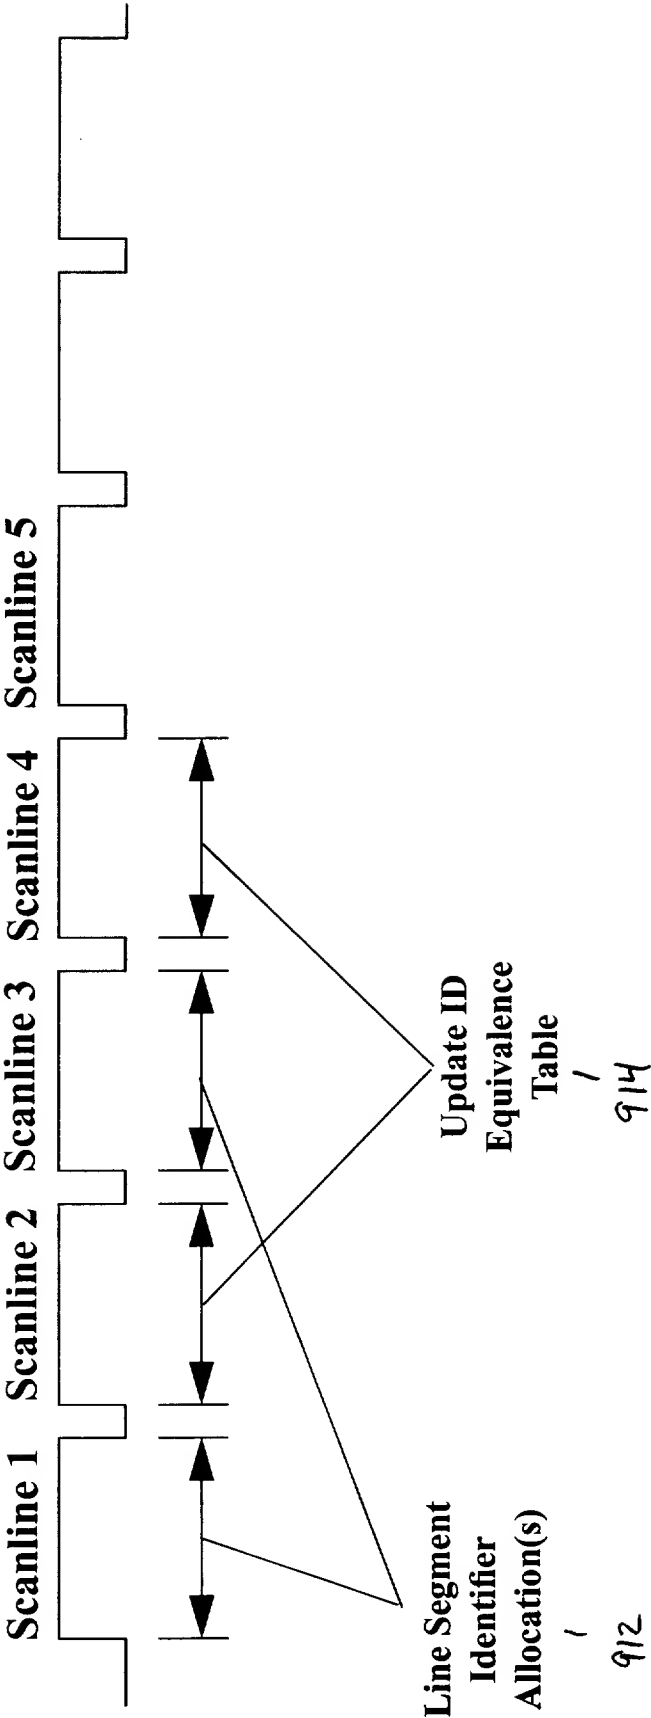 Scanline 1
Scanline 2
Scanline 3
Scanline 4
Scanline 5
Line Segment
Identifier
Allocation(s)
912
Update ID
Equivalence
Table
914